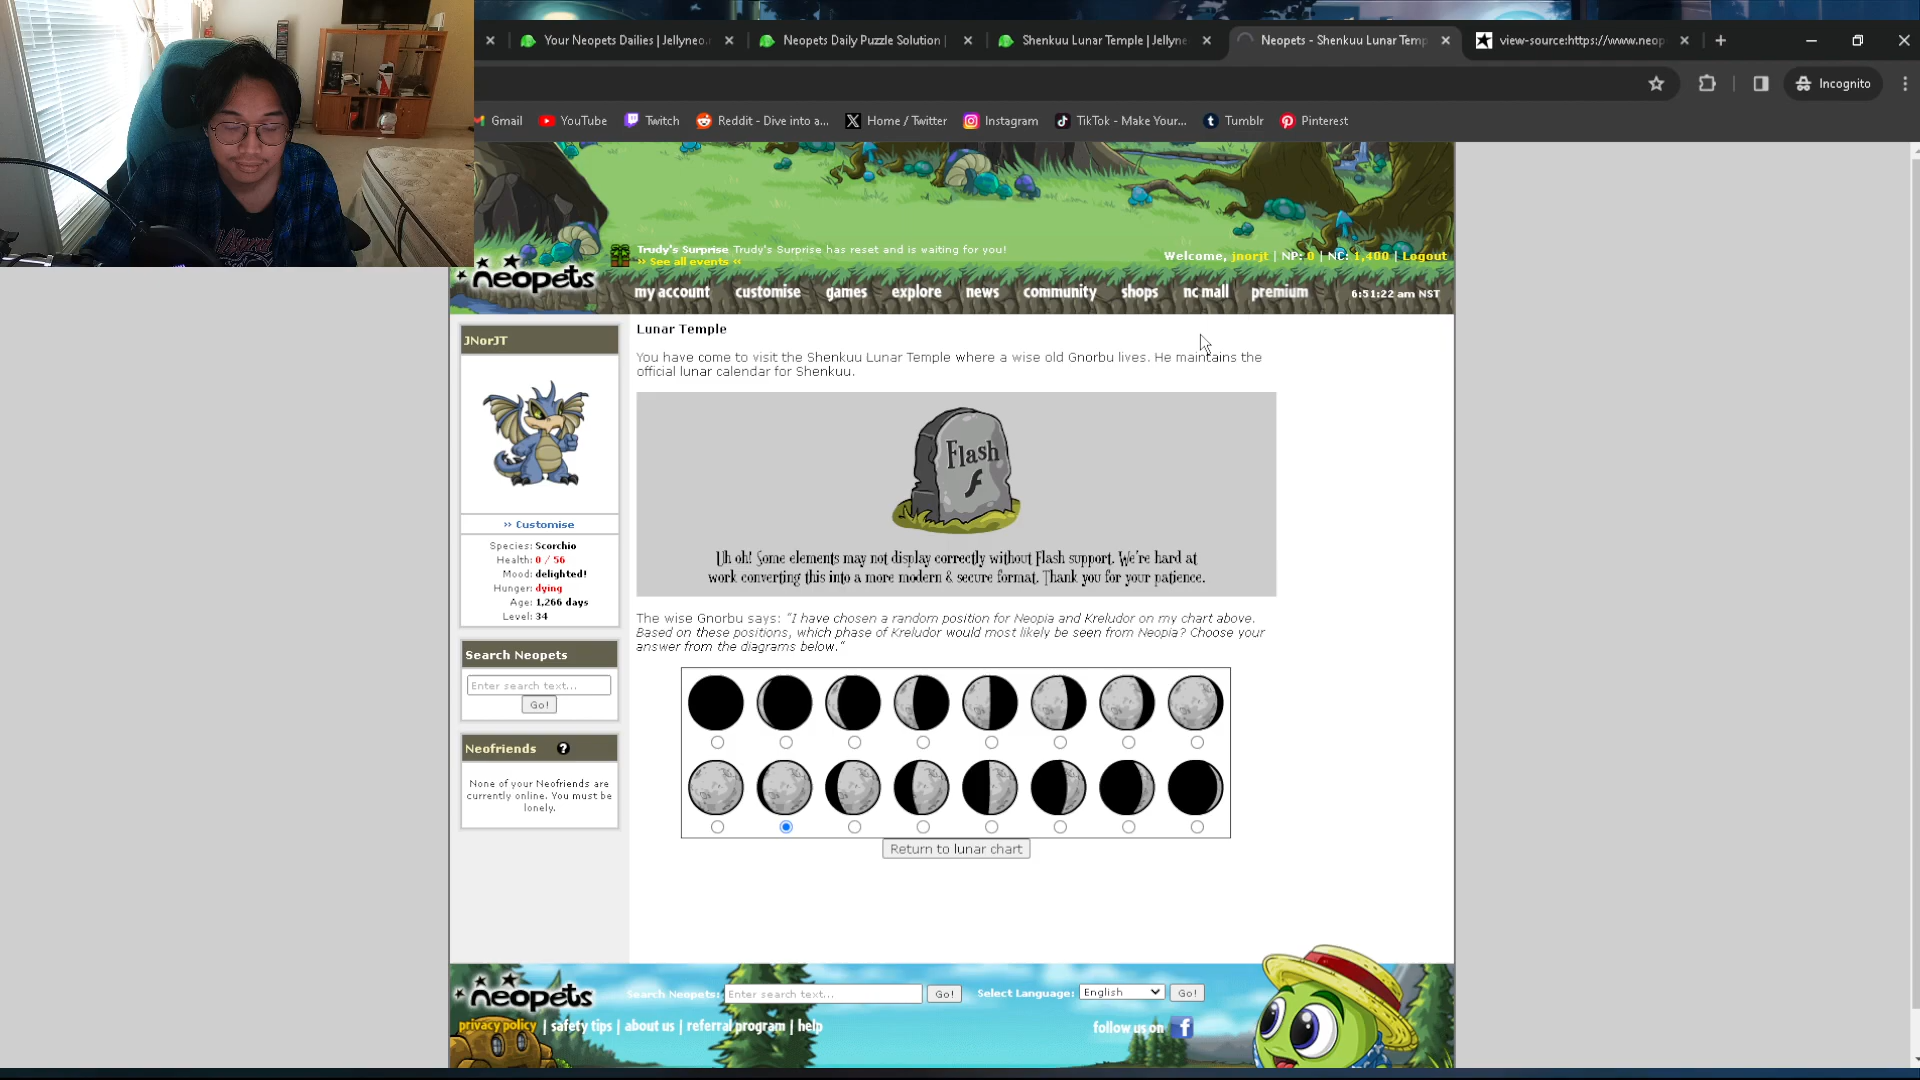 Your Neopets Dailies | Jellyneo.
Neopets Daily Puzzle Solution |
Shenkuu Lunar Temple | Jellyne
Neopets - Shenkuu Lunar Temp
view-source:https://www.neop
Incognito
Gmail
YouTube
Twitch
Reddit - Dive into a...
Home / Twitter
Instagram
TikTok - Make Your...
Tumblr
Pinterest
Trudy's Surprise Trudy's Surprise has reset and is waiting for you!
» See all events «
Welcome, jnorjt | NP: 0 | NC: 1,400 | Logout
neopets
my account
customise
games
explore
news
community
shops
nc mall
premium
6:51:22 am NST
JNorJT
» Customise
Species: Scorchio
Health: 0 / 56
Mood: delighted!
Hunger: dying
Age: 1,266 days
Level: 34
Search Neopets
Enter search text...
Go!
Neofriends
?
None of your Neofriends are
currently online. You must be
lonely.
Lunar Temple
You have come to visit the Shenkuu Lunar Temple where a wise old Gnorbu lives. He maintains the
official lunar calendar for Shenkuu.
Flash
f
Uh oh! Some elements may not display correctly without Flash support. We're hard at
work converting this into a more modern & secure format. Thank you for your patience.
The wise Gnorbu says: "I have chosen a random position for Neopia and Kreludor on my chart above.
Based on these positions, which phase of Kreludor would most likely be seen from Neopia? Choose your
answer from the diagrams below."
Return to lunar chart
neopets
Search Neopets:
Enter search text...
Go!
Select Language:
English
Go!
privacy policy | safety tips | about us | referral program | help
follow us on
f